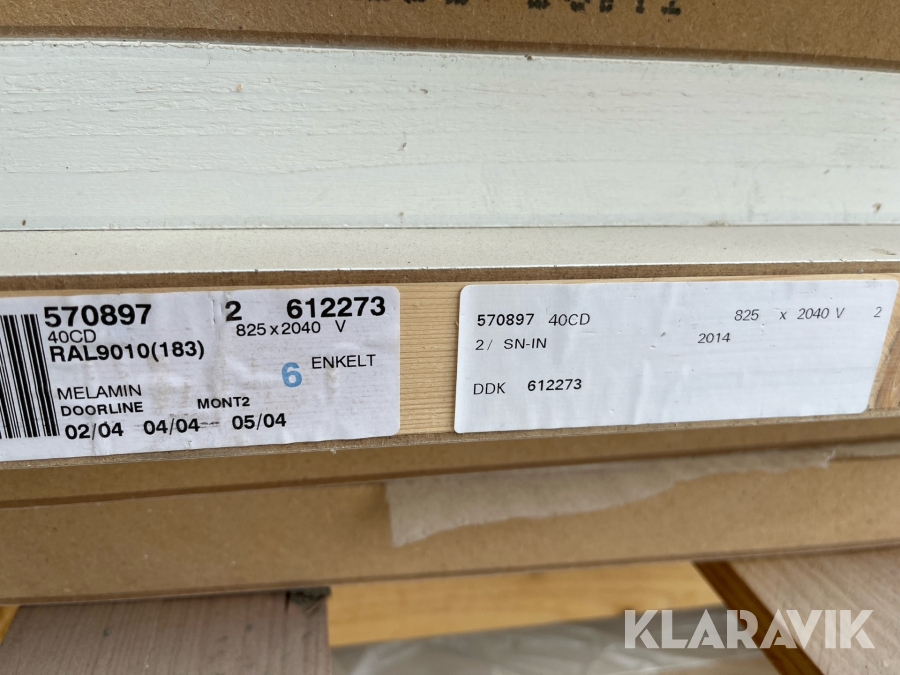 570897 2 612273
40CD 825 x 2040 V
RAL9010(183)
6 ENKELT
MELAMIN
DOORLINE MONT2
02/04 04/04 05/04
570897 40CD 825 x 2040 V 2
2/ SN-IN 2014
DDK 612273
KLARAVIK